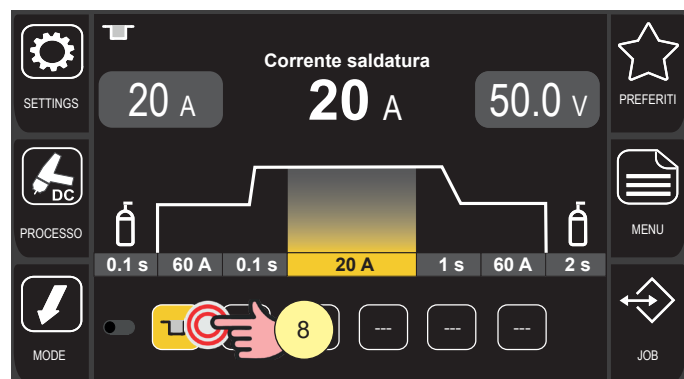 Corrente saldatura
20 A
20 A
50.0 V
SETTINGS
PREFERITI
DC
PROCESSO
MENU
0.1 s 60 A 0.1 s 20 A 1 s 60 A 2 s
8
---
---
---
MODE
JOB